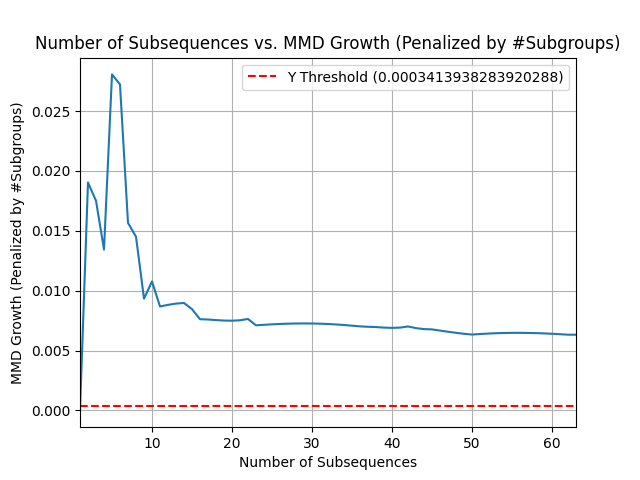 Number of Subsequences vs. MMD Growth (Penalized by #Subgroups)
Y Threshold (0.0003413938283920288)
MMD Growth (Penalized by #Subgroups)
0.025
0.020
0.015
0.010
0.005
0.000
10 20 30 40 50 60
Number of Subsequences